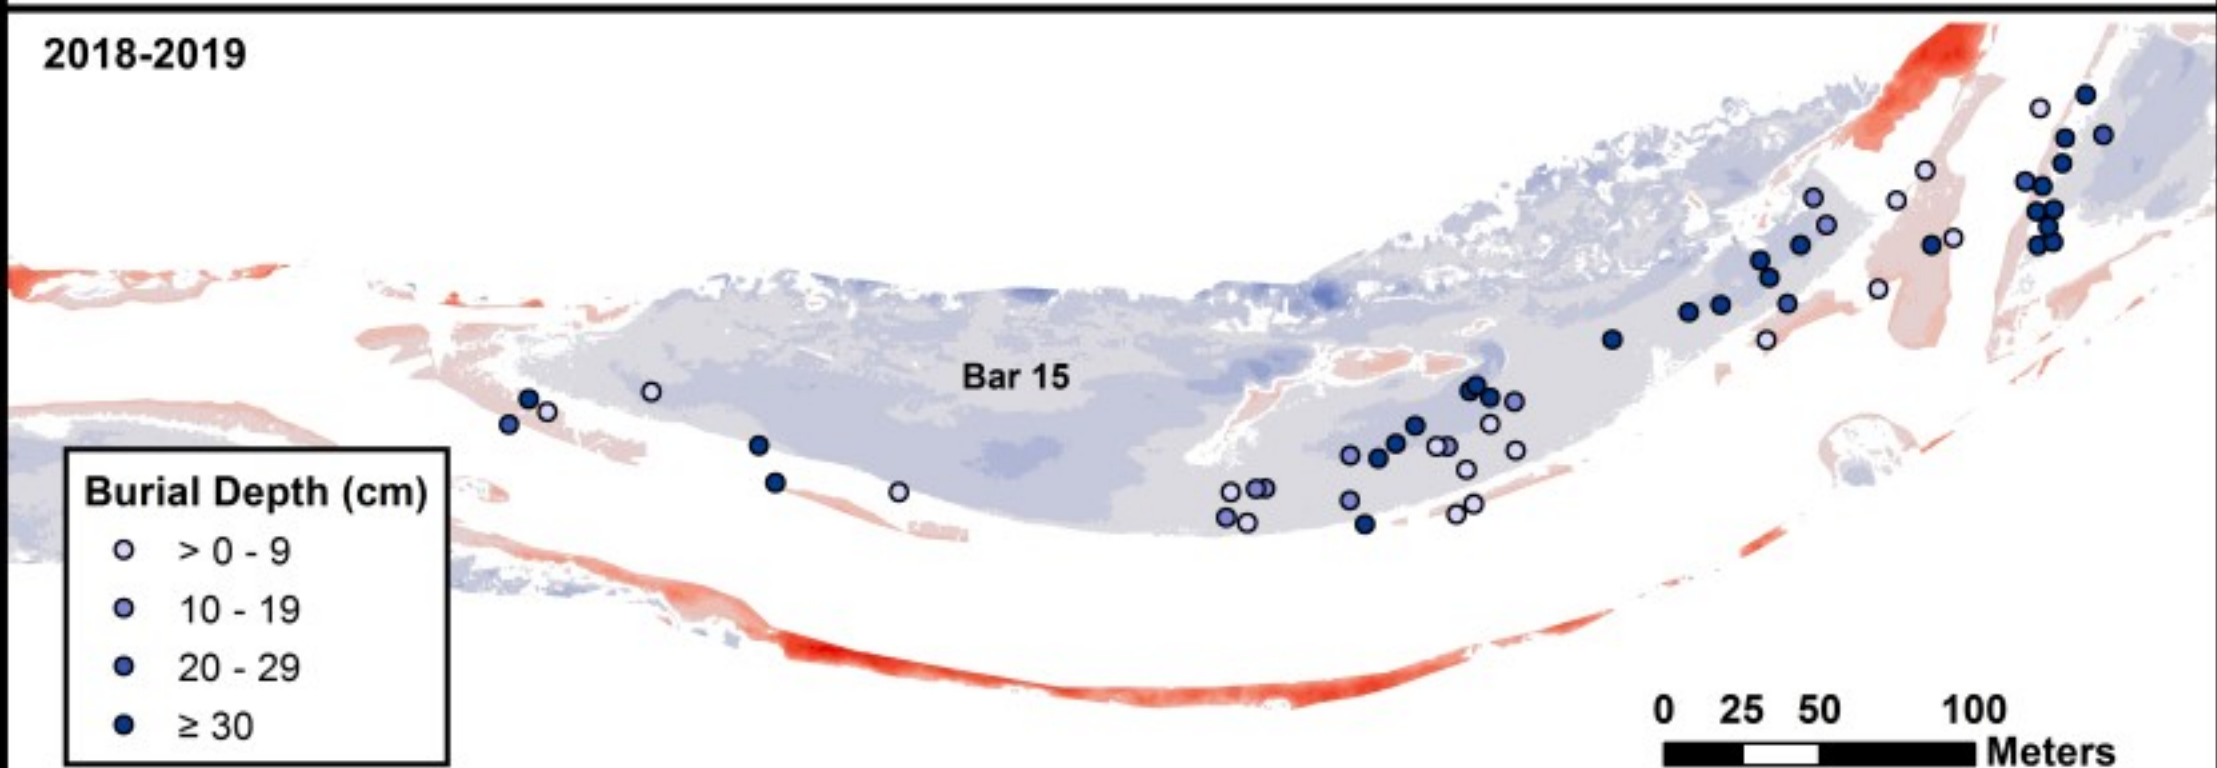 2018-2019
Bar 15
Burial Depth (cm)
> 0 - 9
10 - 19
20 - 29
≥ 30
0 25 50 100
Meters